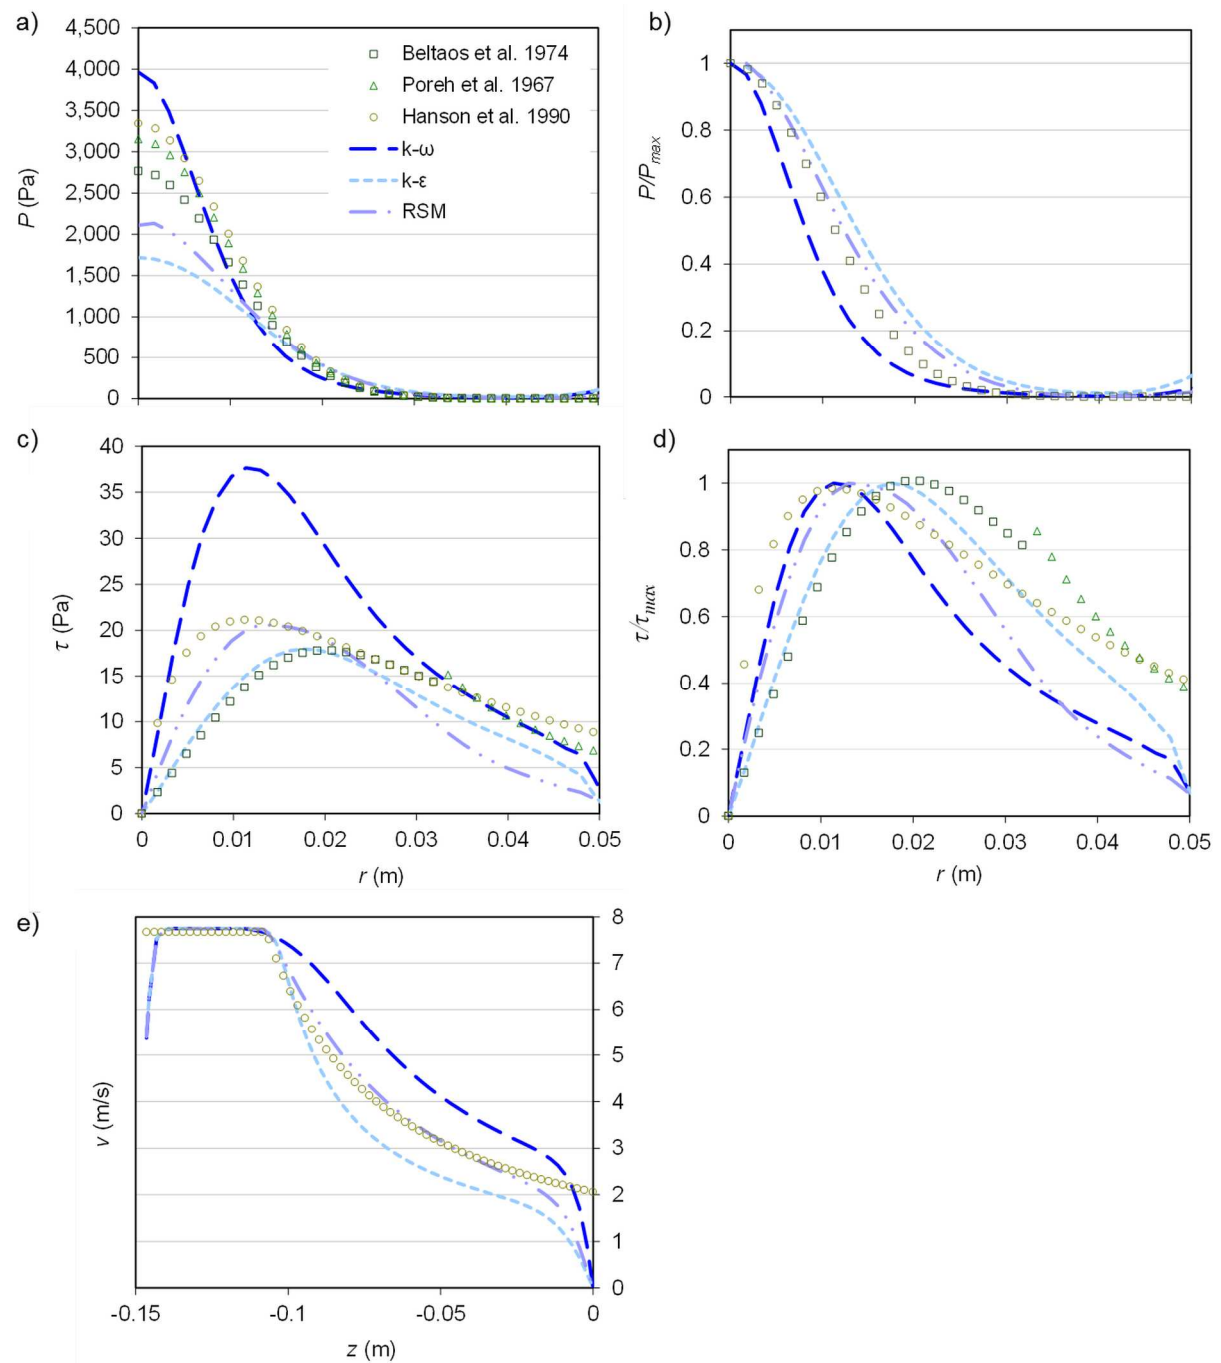 a)
4,500
4,000
3,500
3,000
2,500
2,000
1,500
1,000
500
0
P (Pa)
Beltaos et al. 1974
Poreh et al. 1967
Hanson et al. 1990
k-ω
k-ε
RSM
b)
1
0.8
0.6
0.4
0.2
0
P/Pmax
c)
40
35
30
25
20
15
10
5
0
τ (Pa)
0 0.01 0.02 0.03 0.04 0.05
r (m)
d)
1
0.8
0.6
0.4
0.2
0
τ/τmax
0 0.01 0.02 0.03 0.04 0.05
r (m)
e)
8
7
6
5
4
3
2
1
0
v (m/s)
-0.15 -0.1 -0.05 0
z (m)